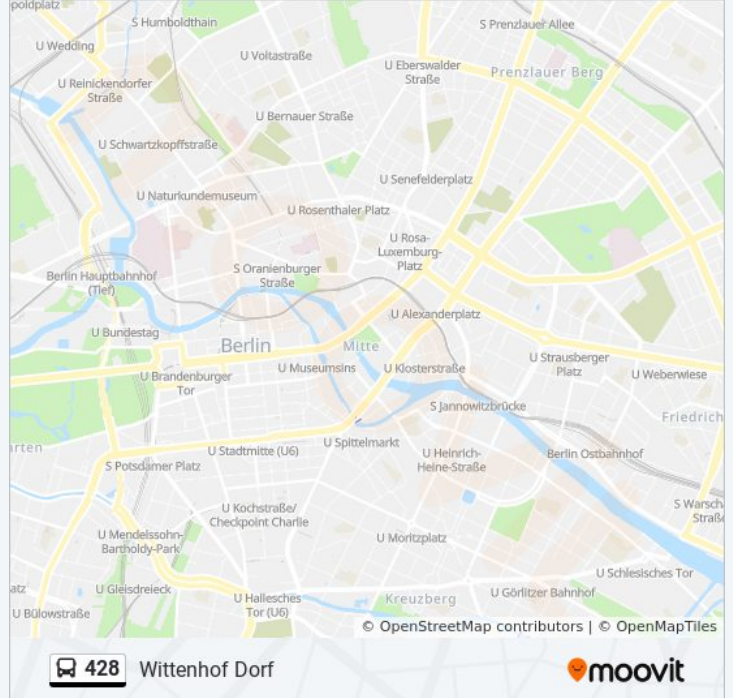 poldplatz
S Humboldthain
S Prenzlauer Allee
U Wedding
U Voltastraße
U Eberswalder
Straße
Prenzlauer Berg
U Reinickendorfer
Straße
U Bernauer Straße
U Schwartzkopffstraße
U Senefelderplatz
U Naturkundemuseum
U Rosenthaler Platz
U Rosa-
Luxemburg-
Platz
Berlin Hauptbahnhof
(Tief)
S Oranienburger
Straße
U Alexanderplatz
U Bundestag
Berlin
Mitte
U Strausberger
Platz
U Museumsins
U Klosterstraße
U Weberwiese
U Brandenburger
Tor
S Jannowitzbrücke
Friedrich
arten
U Stadtmitte (U6)
U Spittelmarkt
U Heinrich-
Heine-Straße
Berlin Ostbahnhof
S Potsdamer Platz
S Warsch
Straße
U Kochstraße/
Checkpoint Charlie
U Mendelssohn-
Bartholdy-Park
U Moritzplatz
U Schlesisches Tor
atz
U Gleisdreieck
U Hallesches
Tor (U6)
Kreuzberg
U Görlitzer Bahnhof
U Bülowstraße
© OpenStreetMap contributors | © OpenMapTiles
428 Wittenhof Dorf
moovit